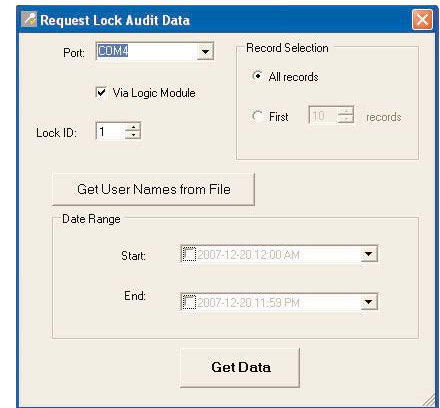 Request Lock Audit Data
Port: COM4
Via Logic Module
Lock ID: 1
Record Selection
All records
First 10 records
Get User Names from File
Date Range
Start: 2007-12-20 12:00 AM
End: 2007-12-20 11:59 PM
Get Data